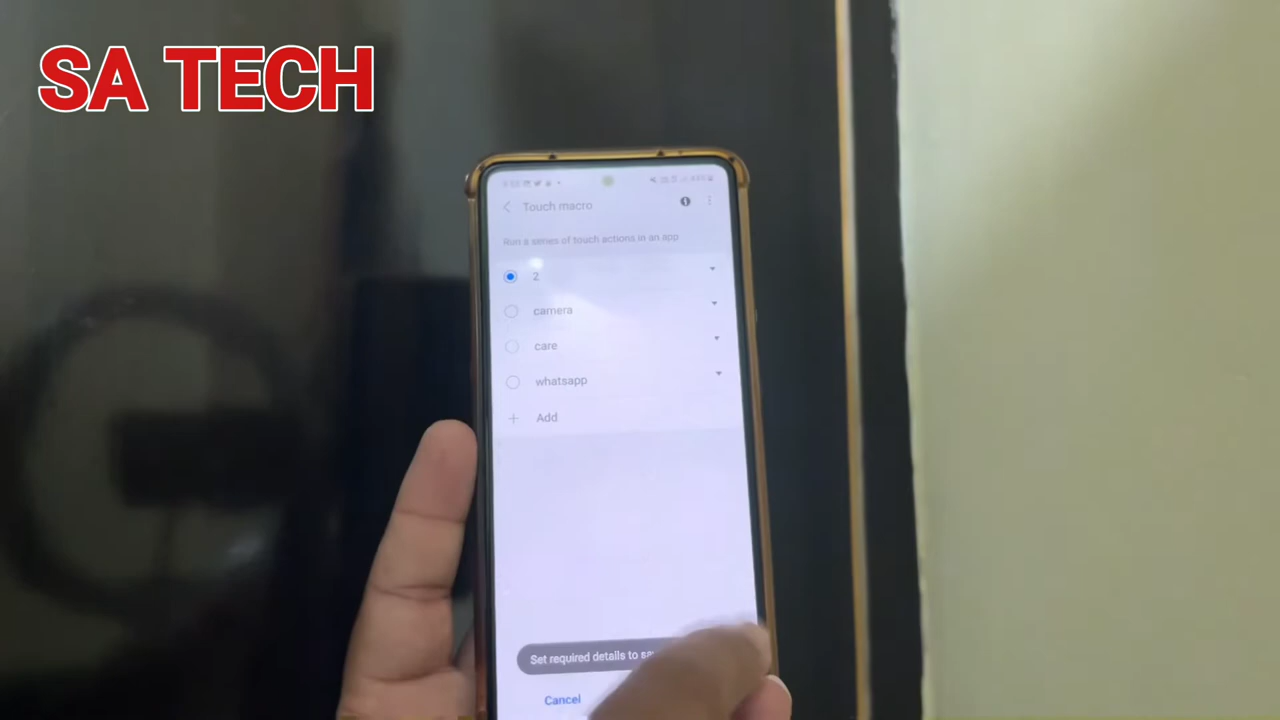 SA TECH
Touch macro
Run a series of touch actions in an app
2
camera
care
whatsapp
+ Add
Set required details to
Cancel